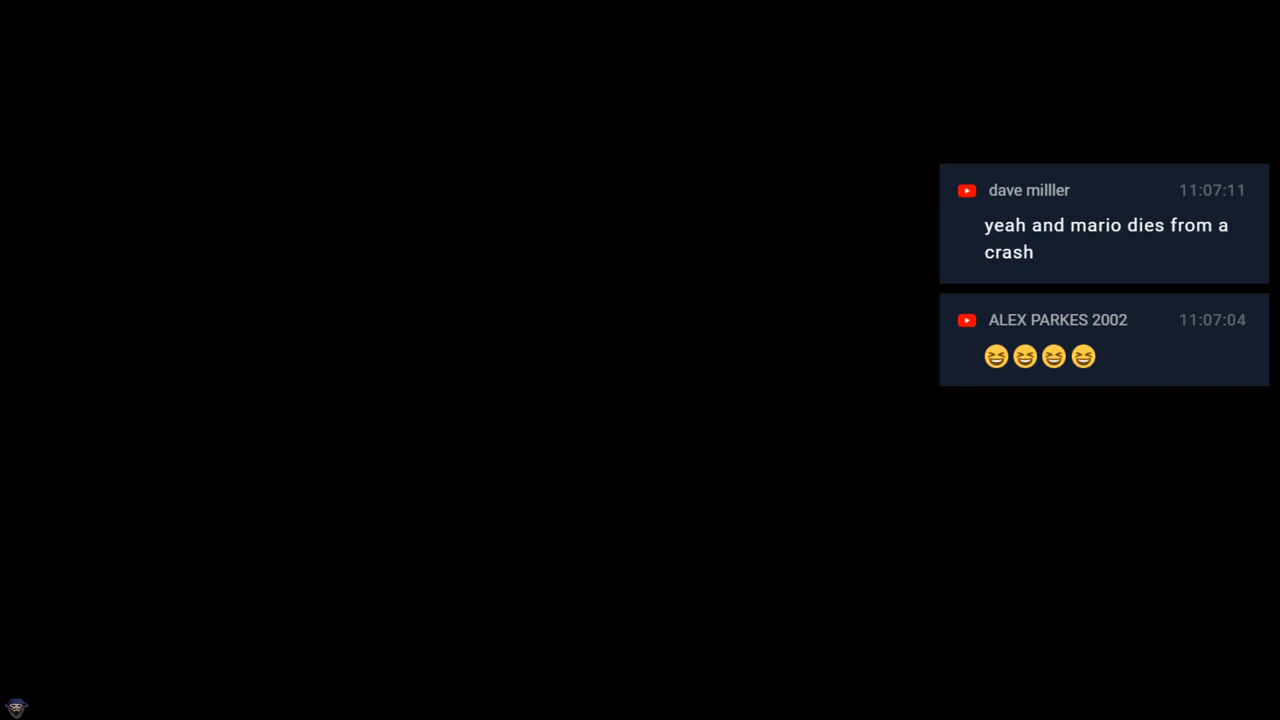 dave milller 11:07:11
yeah and mario dies from a
crash
ALEX PARKES 2002 11:07:04
😆😆😆😆